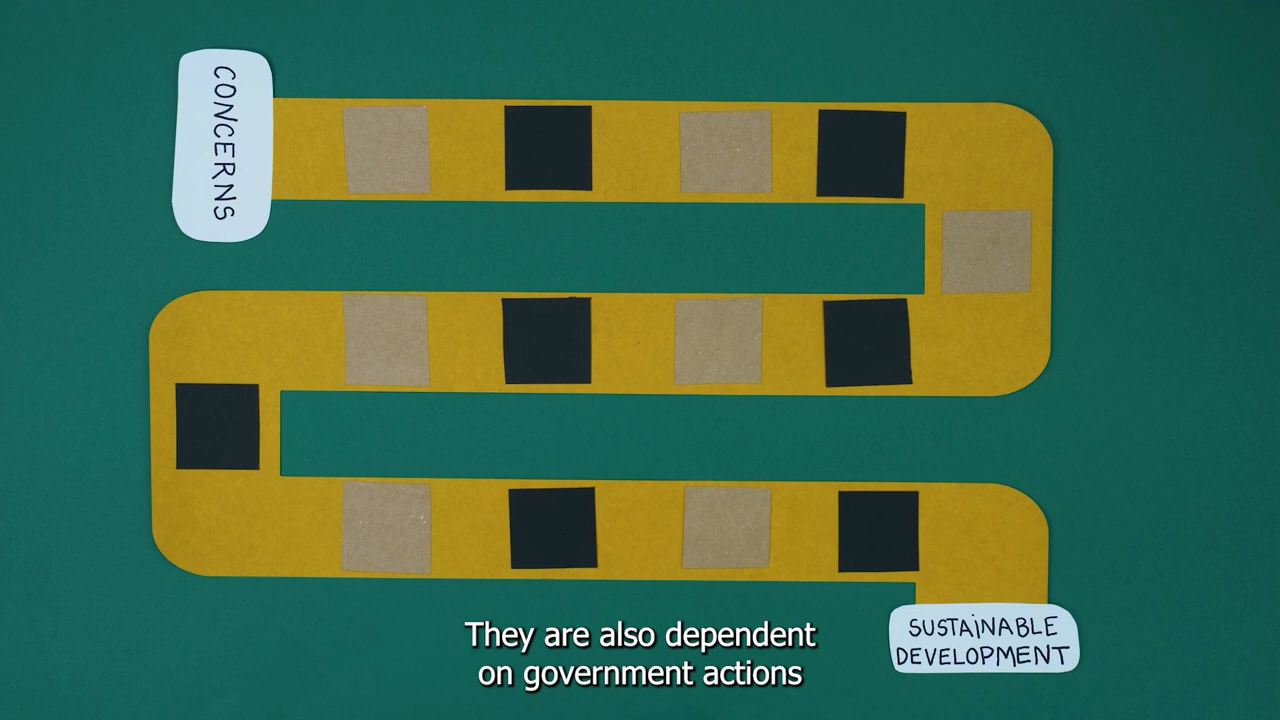 CONCERNS
SUSTAiNABLE
DEVELOPMENT
They are also dependent
on government actions